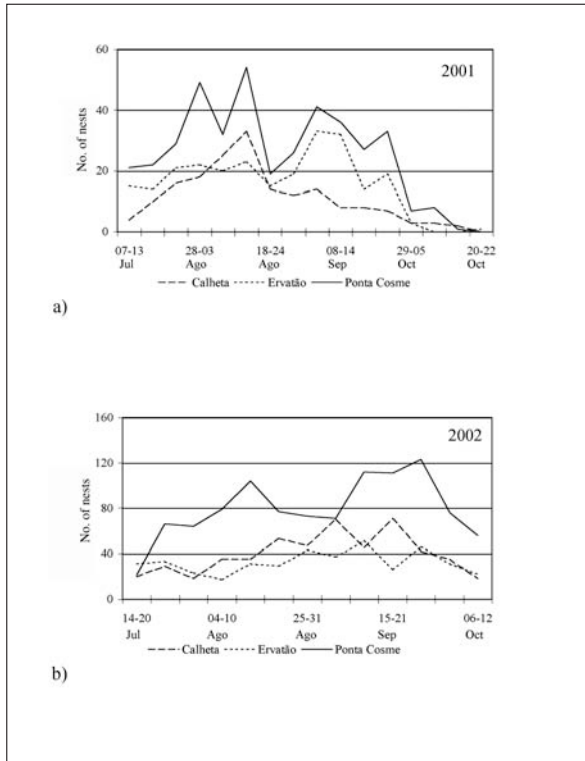 2001
No. of nests
60
40
20
0
07-13 28-03 18-24 08-14 29-05 20-22
Jul Ago Ago Sep Oct Oct
Calheta Ervatão Ponta Cosme
a)
2002
No. of nests
160
120
80
40
0
14-20 04-10 25-31 15-21 06-12
Jul Ago Ago Sep Oct
Calheta Ervatão Ponta Cosme
b)